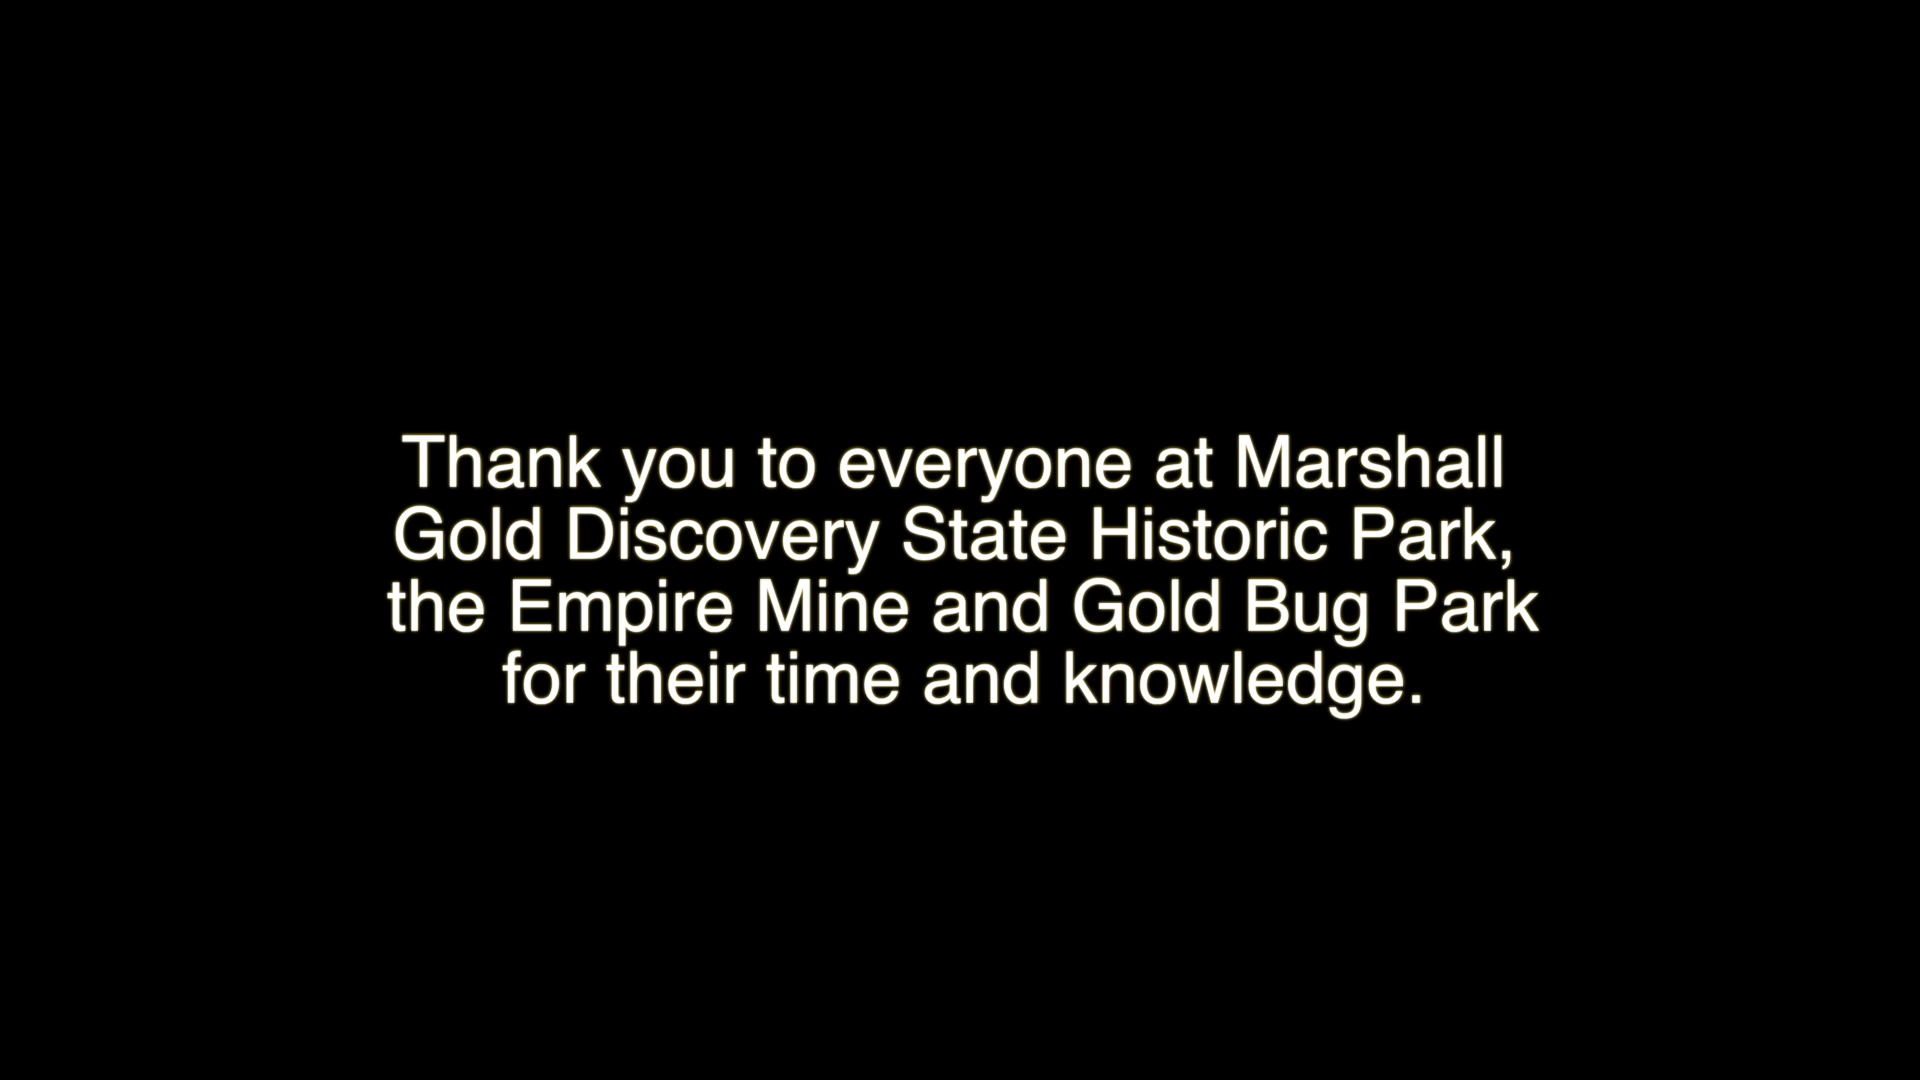 Thank you to everyone at Marshall
Gold Discovery State Historic Park,
the Empire Mine and Gold Bug Park
for their time and knowledge.